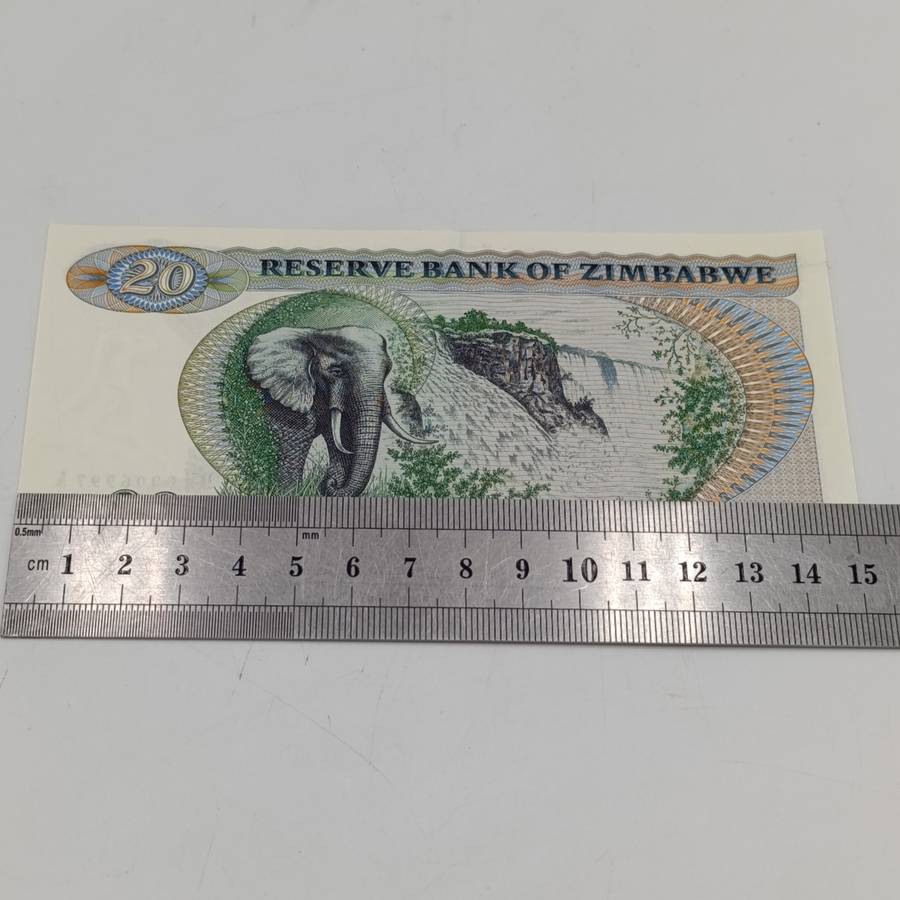 20 RESERVE BANK OF ZIMBABWE
0.5mm mm
cm 1 2 3 4 5 6 7 8 9 10 11 12 13 14 15